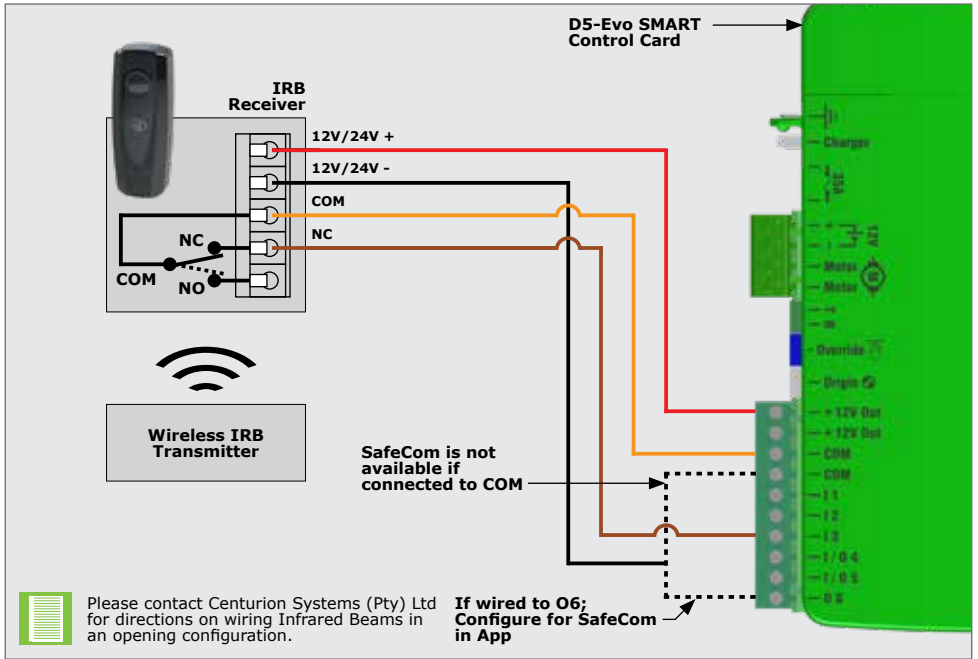 D5-Evo SMART
Control Card
IRB
Receiver
12V/24V +
12V/24V -
COM
NC
NC
COM
NO
Wireless IRB
Transmitter
Charger
35A
+
-
12V
Motor
Motor
M
Override
Origin
+ 12V Out
+ 12V Out
COM
COM
I 1
I 2
I 3
I / O 4
I / O 5
O 6
SafeCom is not
available if
connected to COM
If wired to O6;
Configure for SafeCom
in App
Please contact Centurion Systems (Pty) Ltd
for directions on wiring Infrared Beams in
an opening configuration.